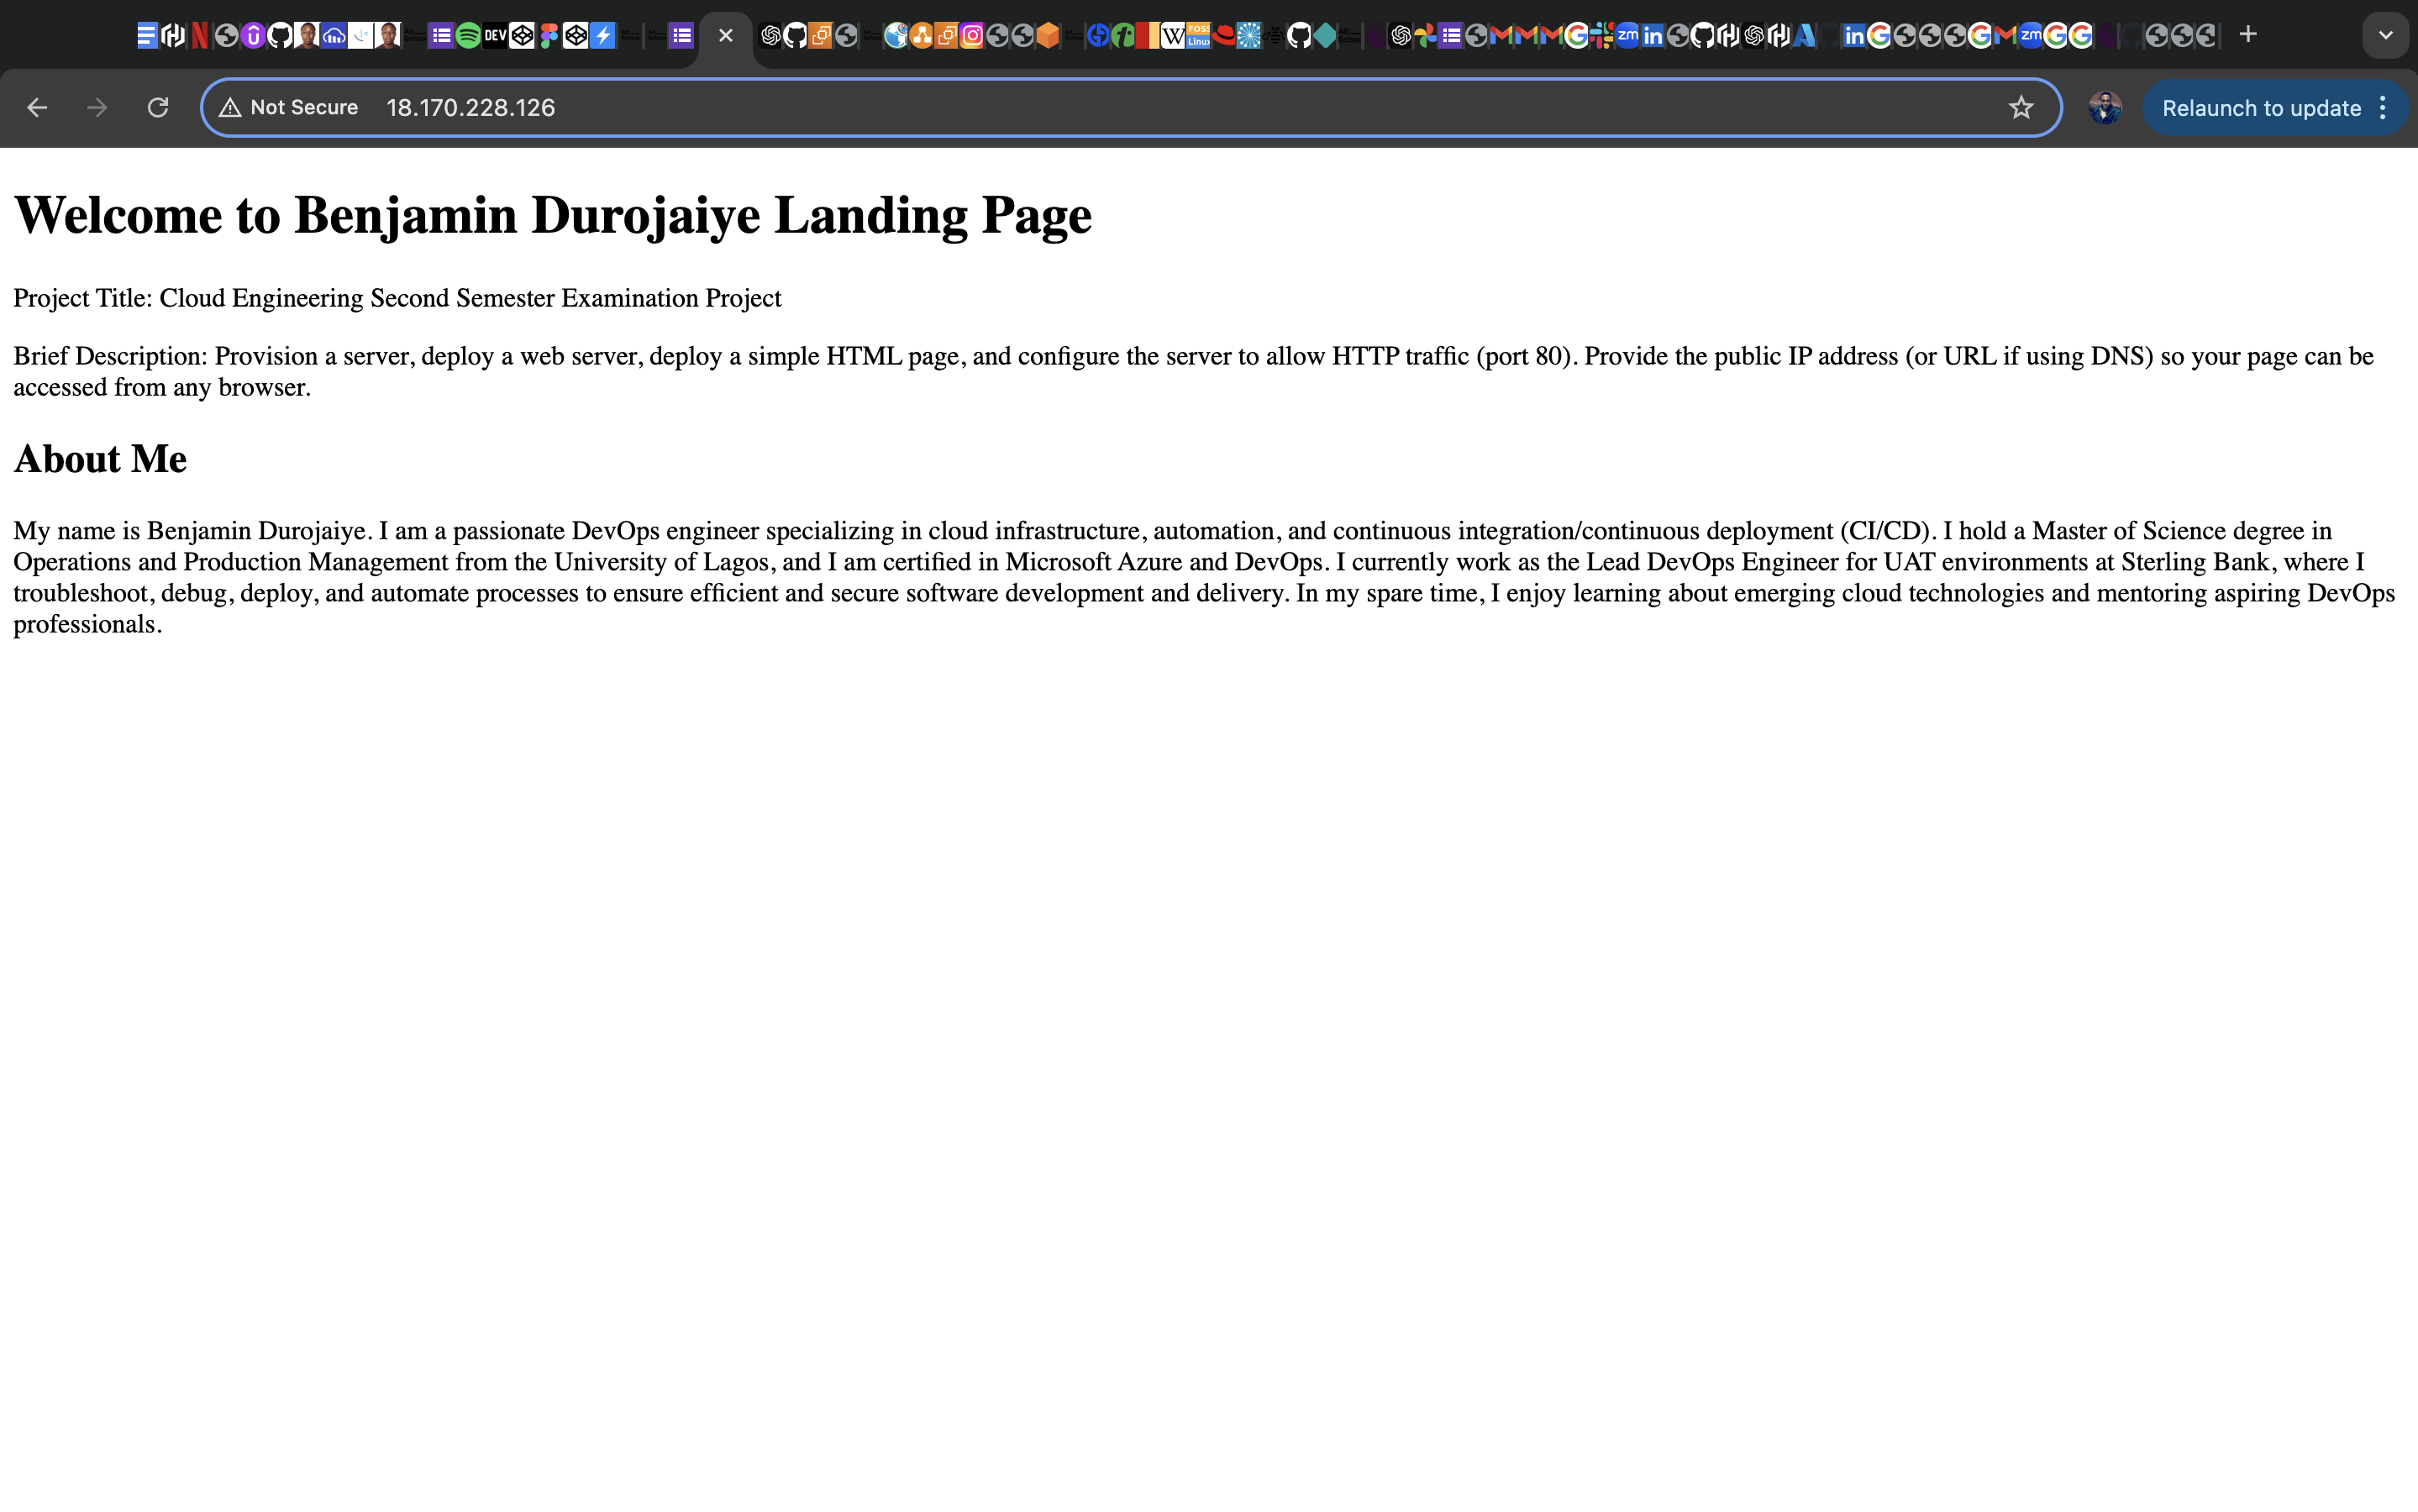 DEV
W
FOSS
Linux
zm
in
zm
in
zm
Not Secure 18.170.228.126
Relaunch to update
Welcome to Benjamin Durojaiye Landing Page
Project Title: Cloud Engineering Second Semester Examination Project
Brief Description: Provision a server, deploy a web server, deploy a simple HTML page, and configure the server to allow HTTP traffic (port 80). Provide the public IP address (or URL if using DNS) so your page can be
accessed from any browser.
About Me
My name is Benjamin Durojaiye. I am a passionate DevOps engineer specializing in cloud infrastructure, automation, and continuous integration/continuous deployment (CI/CD). I hold a Master of Science degree in
Operations and Production Management from the University of Lagos, and I am certified in Microsoft Azure and DevOps. I currently work as the Lead DevOps Engineer for UAT environments at Sterling Bank, where I
troubleshoot, debug, deploy, and automate processes to ensure efficient and secure software development and delivery. In my spare time, I enjoy learning about emerging cloud technologies and mentoring aspiring DevOps
professionals.